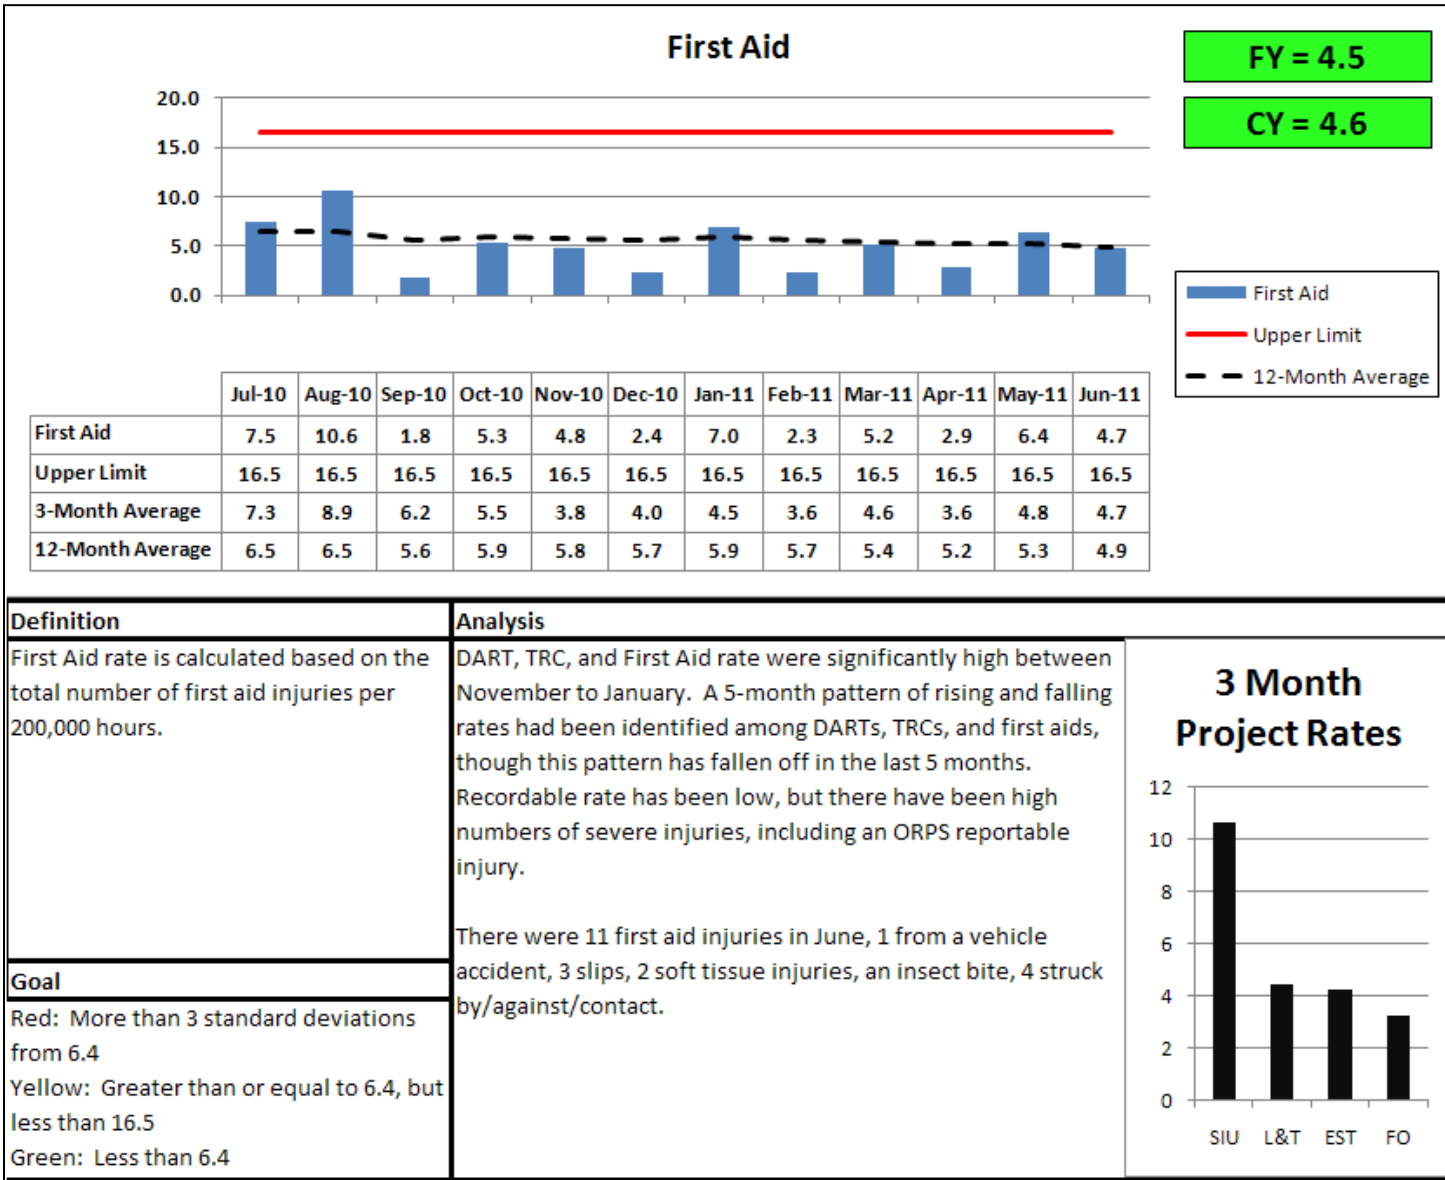 First Aid
FY = 4.5
CY = 4.6
20.0
15.0
10.0
5.0
0.0
First Aid
Upper Limit
12-Month Average
Jul-10 Aug-10 Sep-10 Oct-10 Nov-10 Dec-10 Jan-11 Feb-11 Mar-11 Apr-11 May-11 Jun-11
First Aid 7.5 10.6 1.8 5.3 4.8 2.4 7.0 2.3 5.2 2.9 6.4 4.7
Upper Limit 16.5 16.5 16.5 16.5 16.5 16.5 16.5 16.5 16.5 16.5 16.5 16.5
3-Month Average 7.3 8.9 6.2 5.5 3.8 4.0 4.5 3.6 4.6 3.6 4.8 4.7
12-Month Average 6.5 6.5 5.6 5.9 5.8 5.7 5.9 5.7 5.4 5.2 5.3 4.9
Definition
First Aid rate is calculated based on the
total number of first aid injuries per
200,000 hours.
Goal
Red:  More than 3 standard deviations
from 6.4
Yellow:  Greater than or equal to 6.4, but
less than 16.5
Green:  Less than 6.4
Analysis
DART, TRC, and First Aid rate were significantly high between
November to January.  A 5-month pattern of rising and falling
rates had been identified among DARTs, TRCs, and first aids,
though this pattern has fallen off in the last 5 months.
Recordable rate has been low, but there have been high
numbers of severe injuries, including an ORPS reportable
injury.
There were 11 first aid injuries in June, 1 from a vehicle
accident, 3 slips, 2 soft tissue injuries, an insect bite, 4 struck
by/against/contact.
3 Month
Project Rates
12
10
8
6
4
2
0
SIU L&T EST FO